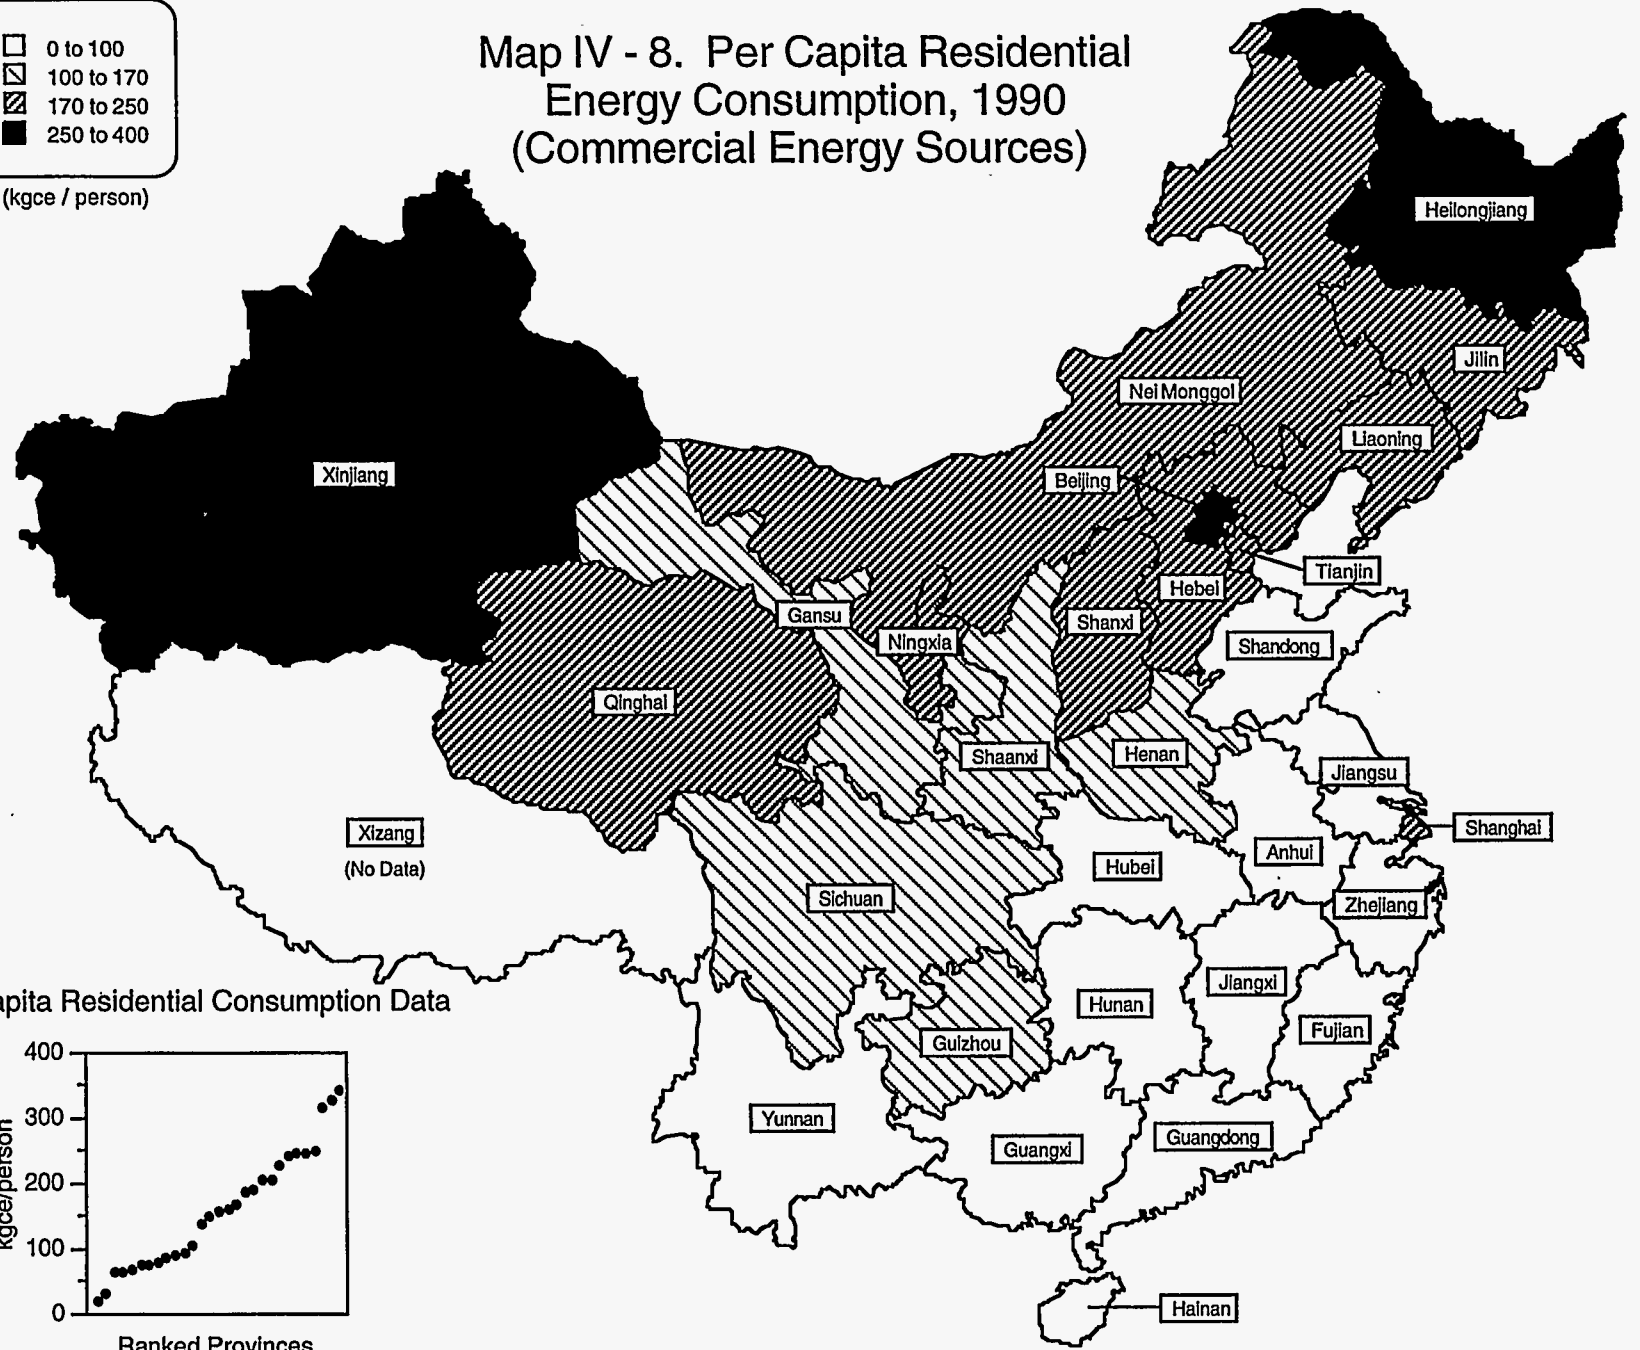 0 to 100
100 to 170
170 to 250
250 to 400
(kgce / person)
Map IV - 8. Per Capita Residential
Energy Consumption, 1990
(Commercial Energy Sources)
Heilongjiang
Jilin
Nei Monggol
Liaoning
Xinjiang
Beijing
Tianjin
Hebei
Gansu
Shanxi
Ningxia
Shandong
Qinghai
Shaanxi
Henan
Jiangsu
Xizang
(No Data)
Shanghai
Anhui
Hubei
Sichuan
Zhejiang
Jiangxi
Hunan
Fujian
Guizhou
Yunnan
Guangdong
Guangxi
Hainan
apita Residential Consumption Data
400
300
200
100
0
kgce/person
Ranked Provinces